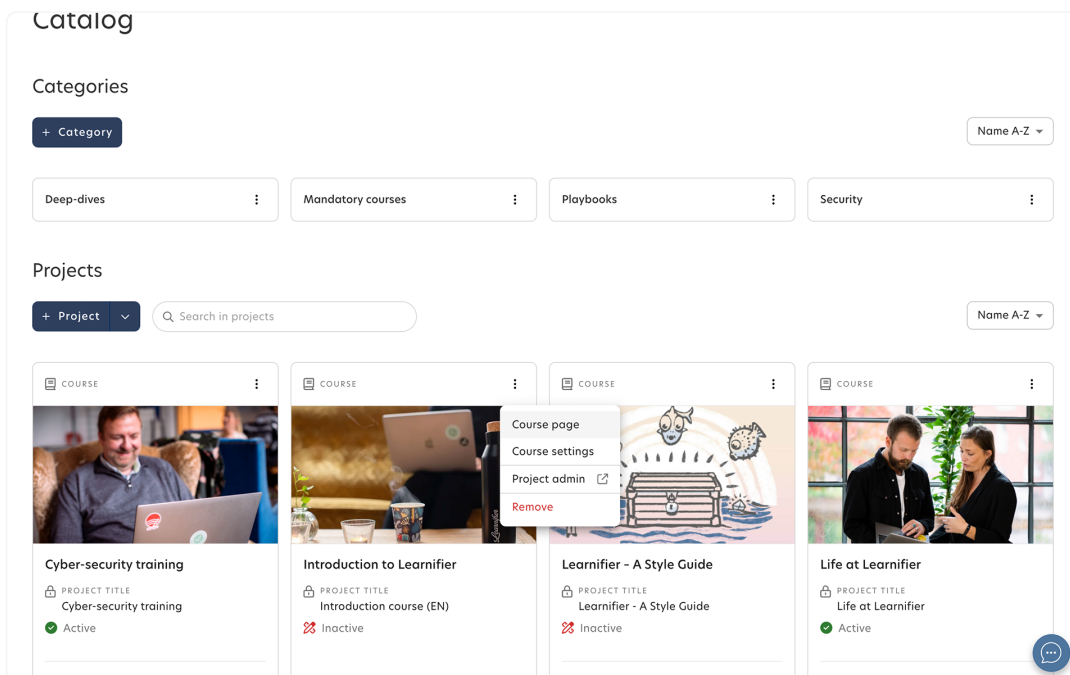 Catalog
Categories
+ Category
Name A-Z
Deep-dives
Mandatory courses
Playbooks
Security
Projects
+ Project
Search in projects
Name A-Z
COURSE
COURSE
COURSE
COURSE
Course page
Course settings
Project admin
Remove
Learnifier
Cyber-security training
PROJECT TITLE
Cyber-security training
Active
Introduction to Learnifier
PROJECT TITLE
Introduction course (EN)
Inactive
Learnifier – A Style Guide
PROJECT TITLE
Learnifier - A Style Guide
Inactive
Life at Learnifier
PROJECT TITLE
Life at Learnifier
Active